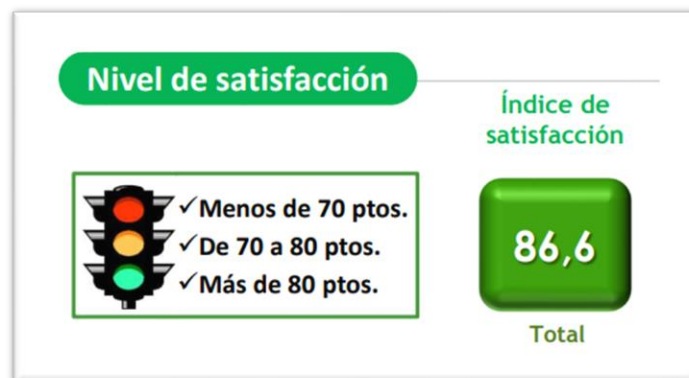 Nivel de satisfacción
Índice de
satisfacción
✓Menos de 70 ptos.
✓De 70 a 80 ptos.
✓Más de 80 ptos.
86,6
Total